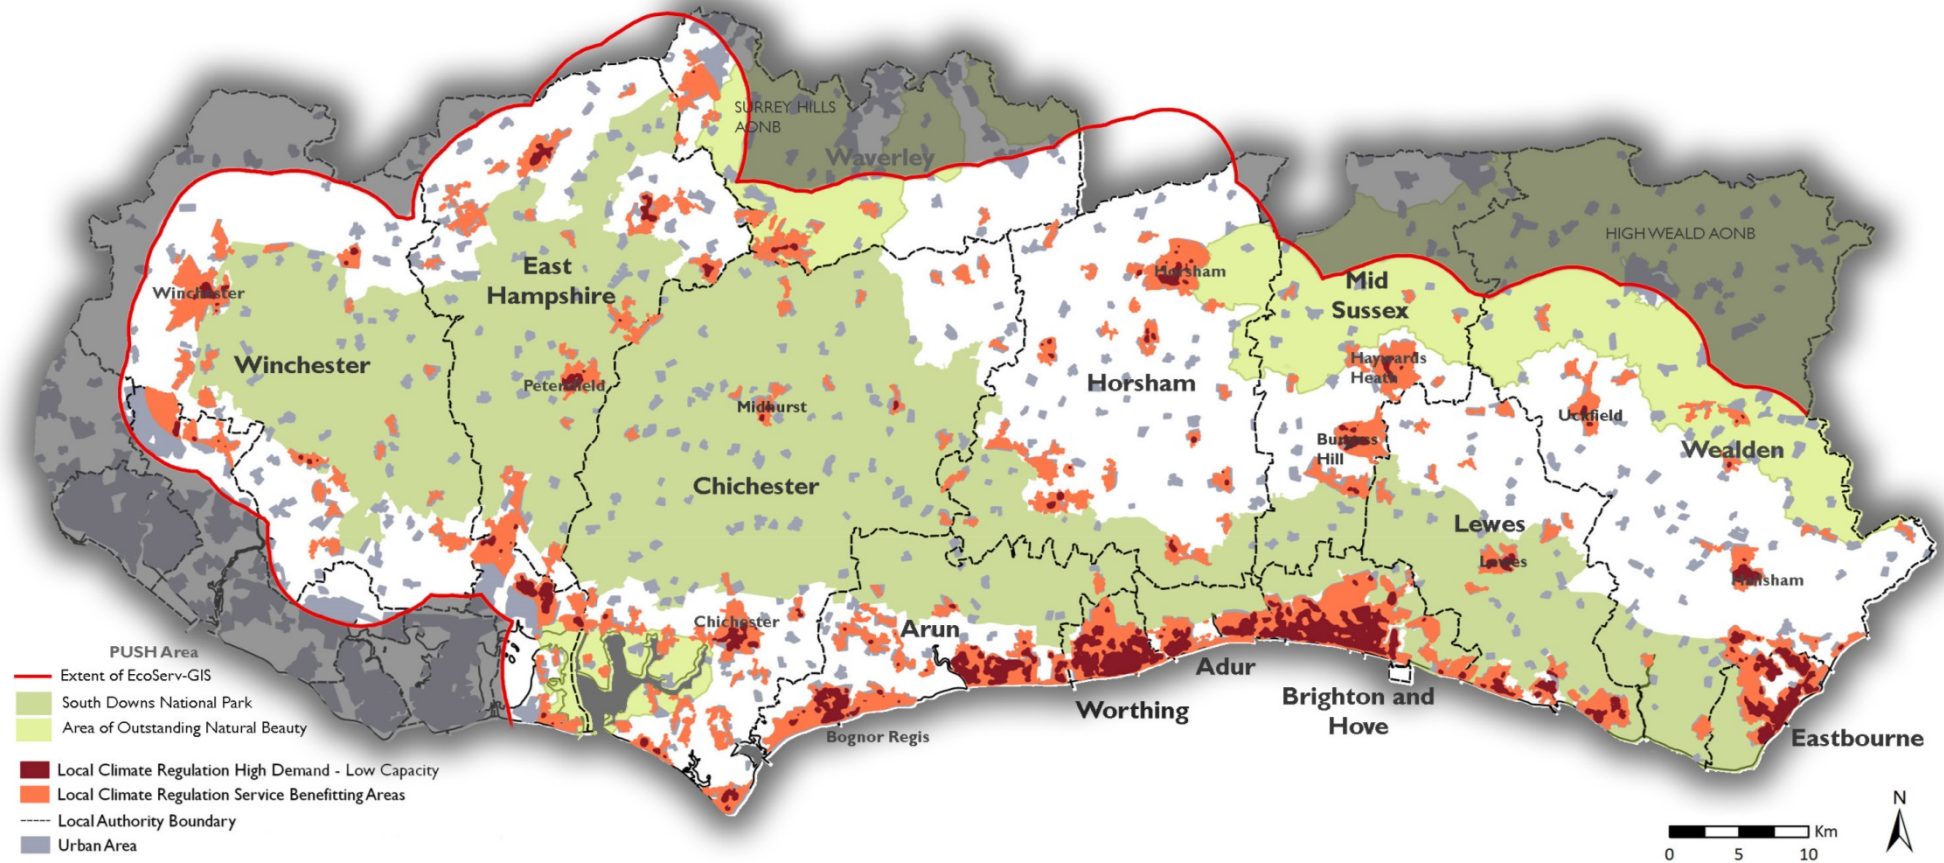 SURREY HILLS
AONB
Waverley
HIGH WEALD AONB
East
Hampshire
Winchester
Horsham
Mid
Sussex
Winchester
Petersfield
Midhurst
Horsham
Haywards
Heath
Uckfield
Burgess
Hill
Wealden
Chichester
Lewes
Lewes
Hailsham
Chichester
Arun
Adur
Worthing
Brighton and
Hove
Bognor Regis
Eastbourne
PUSH Area
Extent of EcoServ-GIS
South Downs National Park
Area of Outstanding Natural Beauty
Local Climate Regulation High Demand - Low Capacity
Local Climate Regulation Service Benefitting Areas
Local Authority Boundary
Urban Area
N
Km
0 5 10